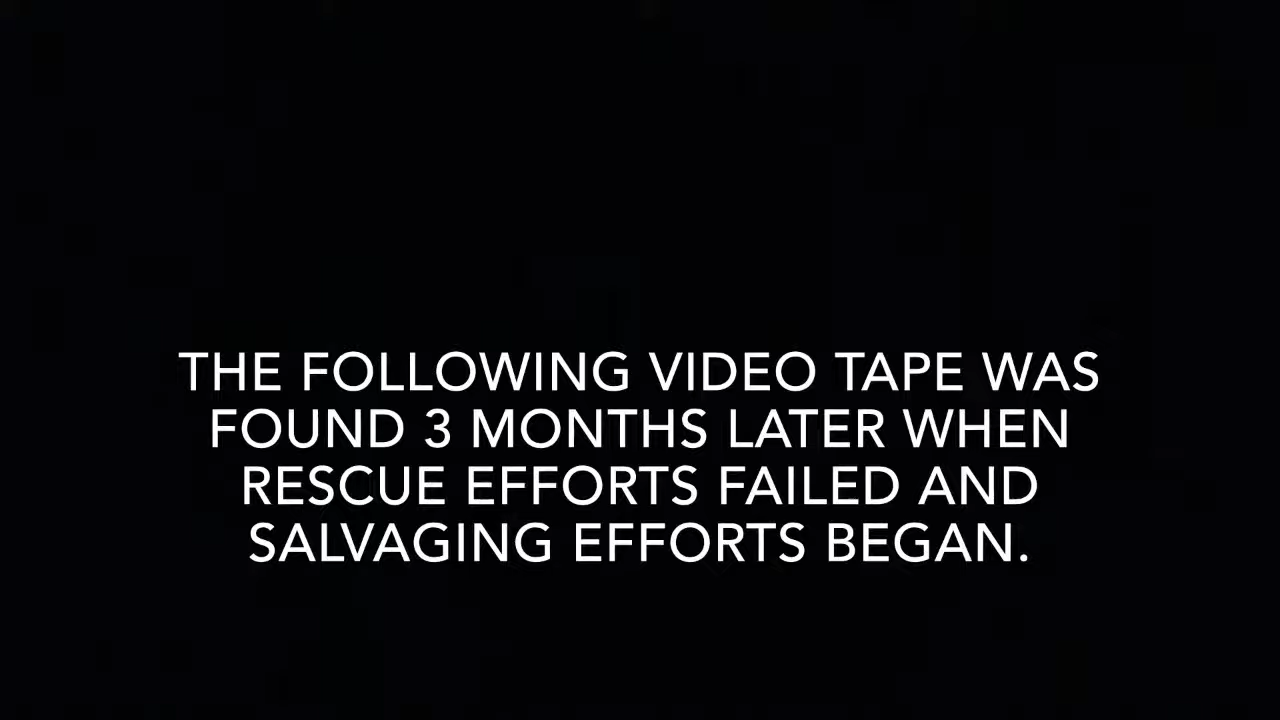 THE FOLLOWING VIDEO TAPE WAS
FOUND 3 MONTHS LATER WHEN
RESCUE EFFORTS FAILED AND
SALVAGING EFFORTS BEGAN.